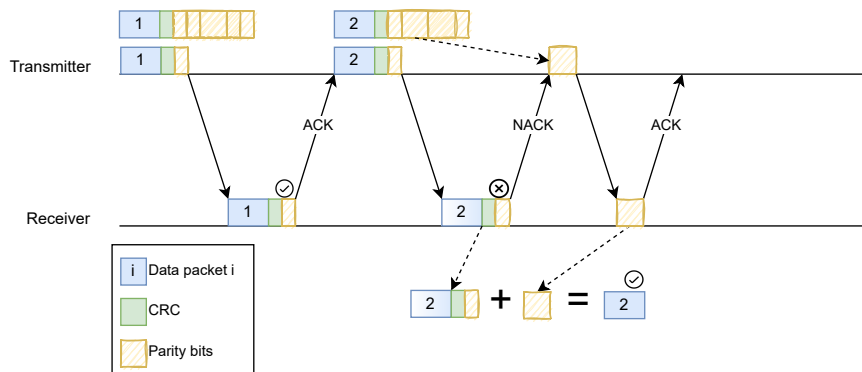 1
2
1
2
Transmitter
ACK
NACK
ACK
1
2
Receiver
i Data packet i
CRC
Parity bits
2 + = 2